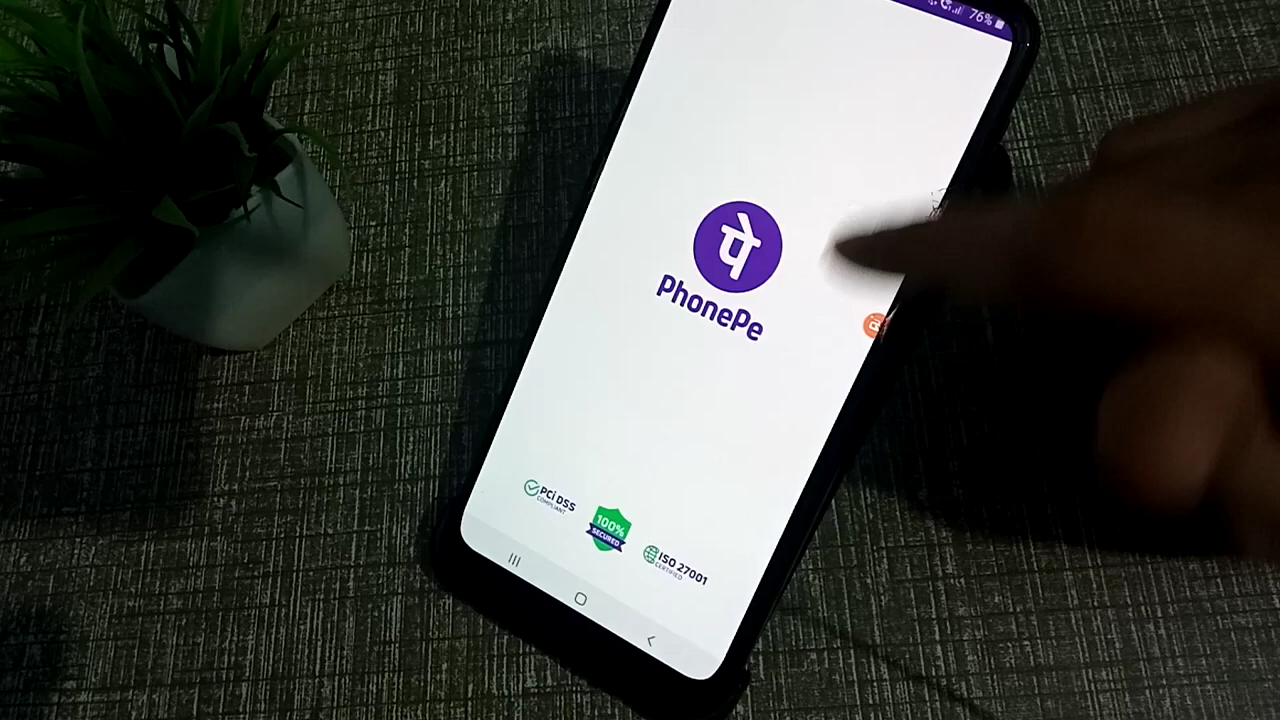 76%
पे
PhonePe
PCI DSS
COMPLIANT
100%
SECURED
ISO 27001
CERTIFIED